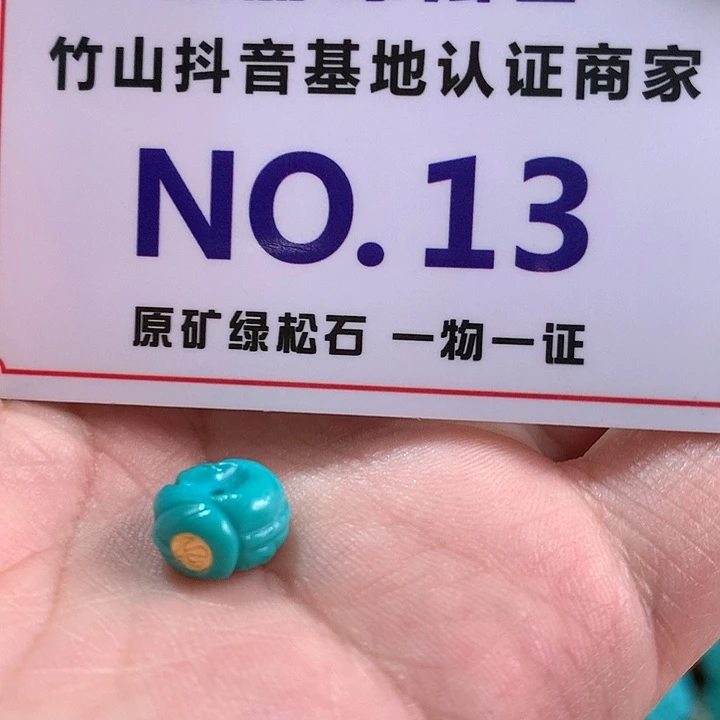 竹山抖音基地认证商家
NO.13
原矿绿松石 一物一证